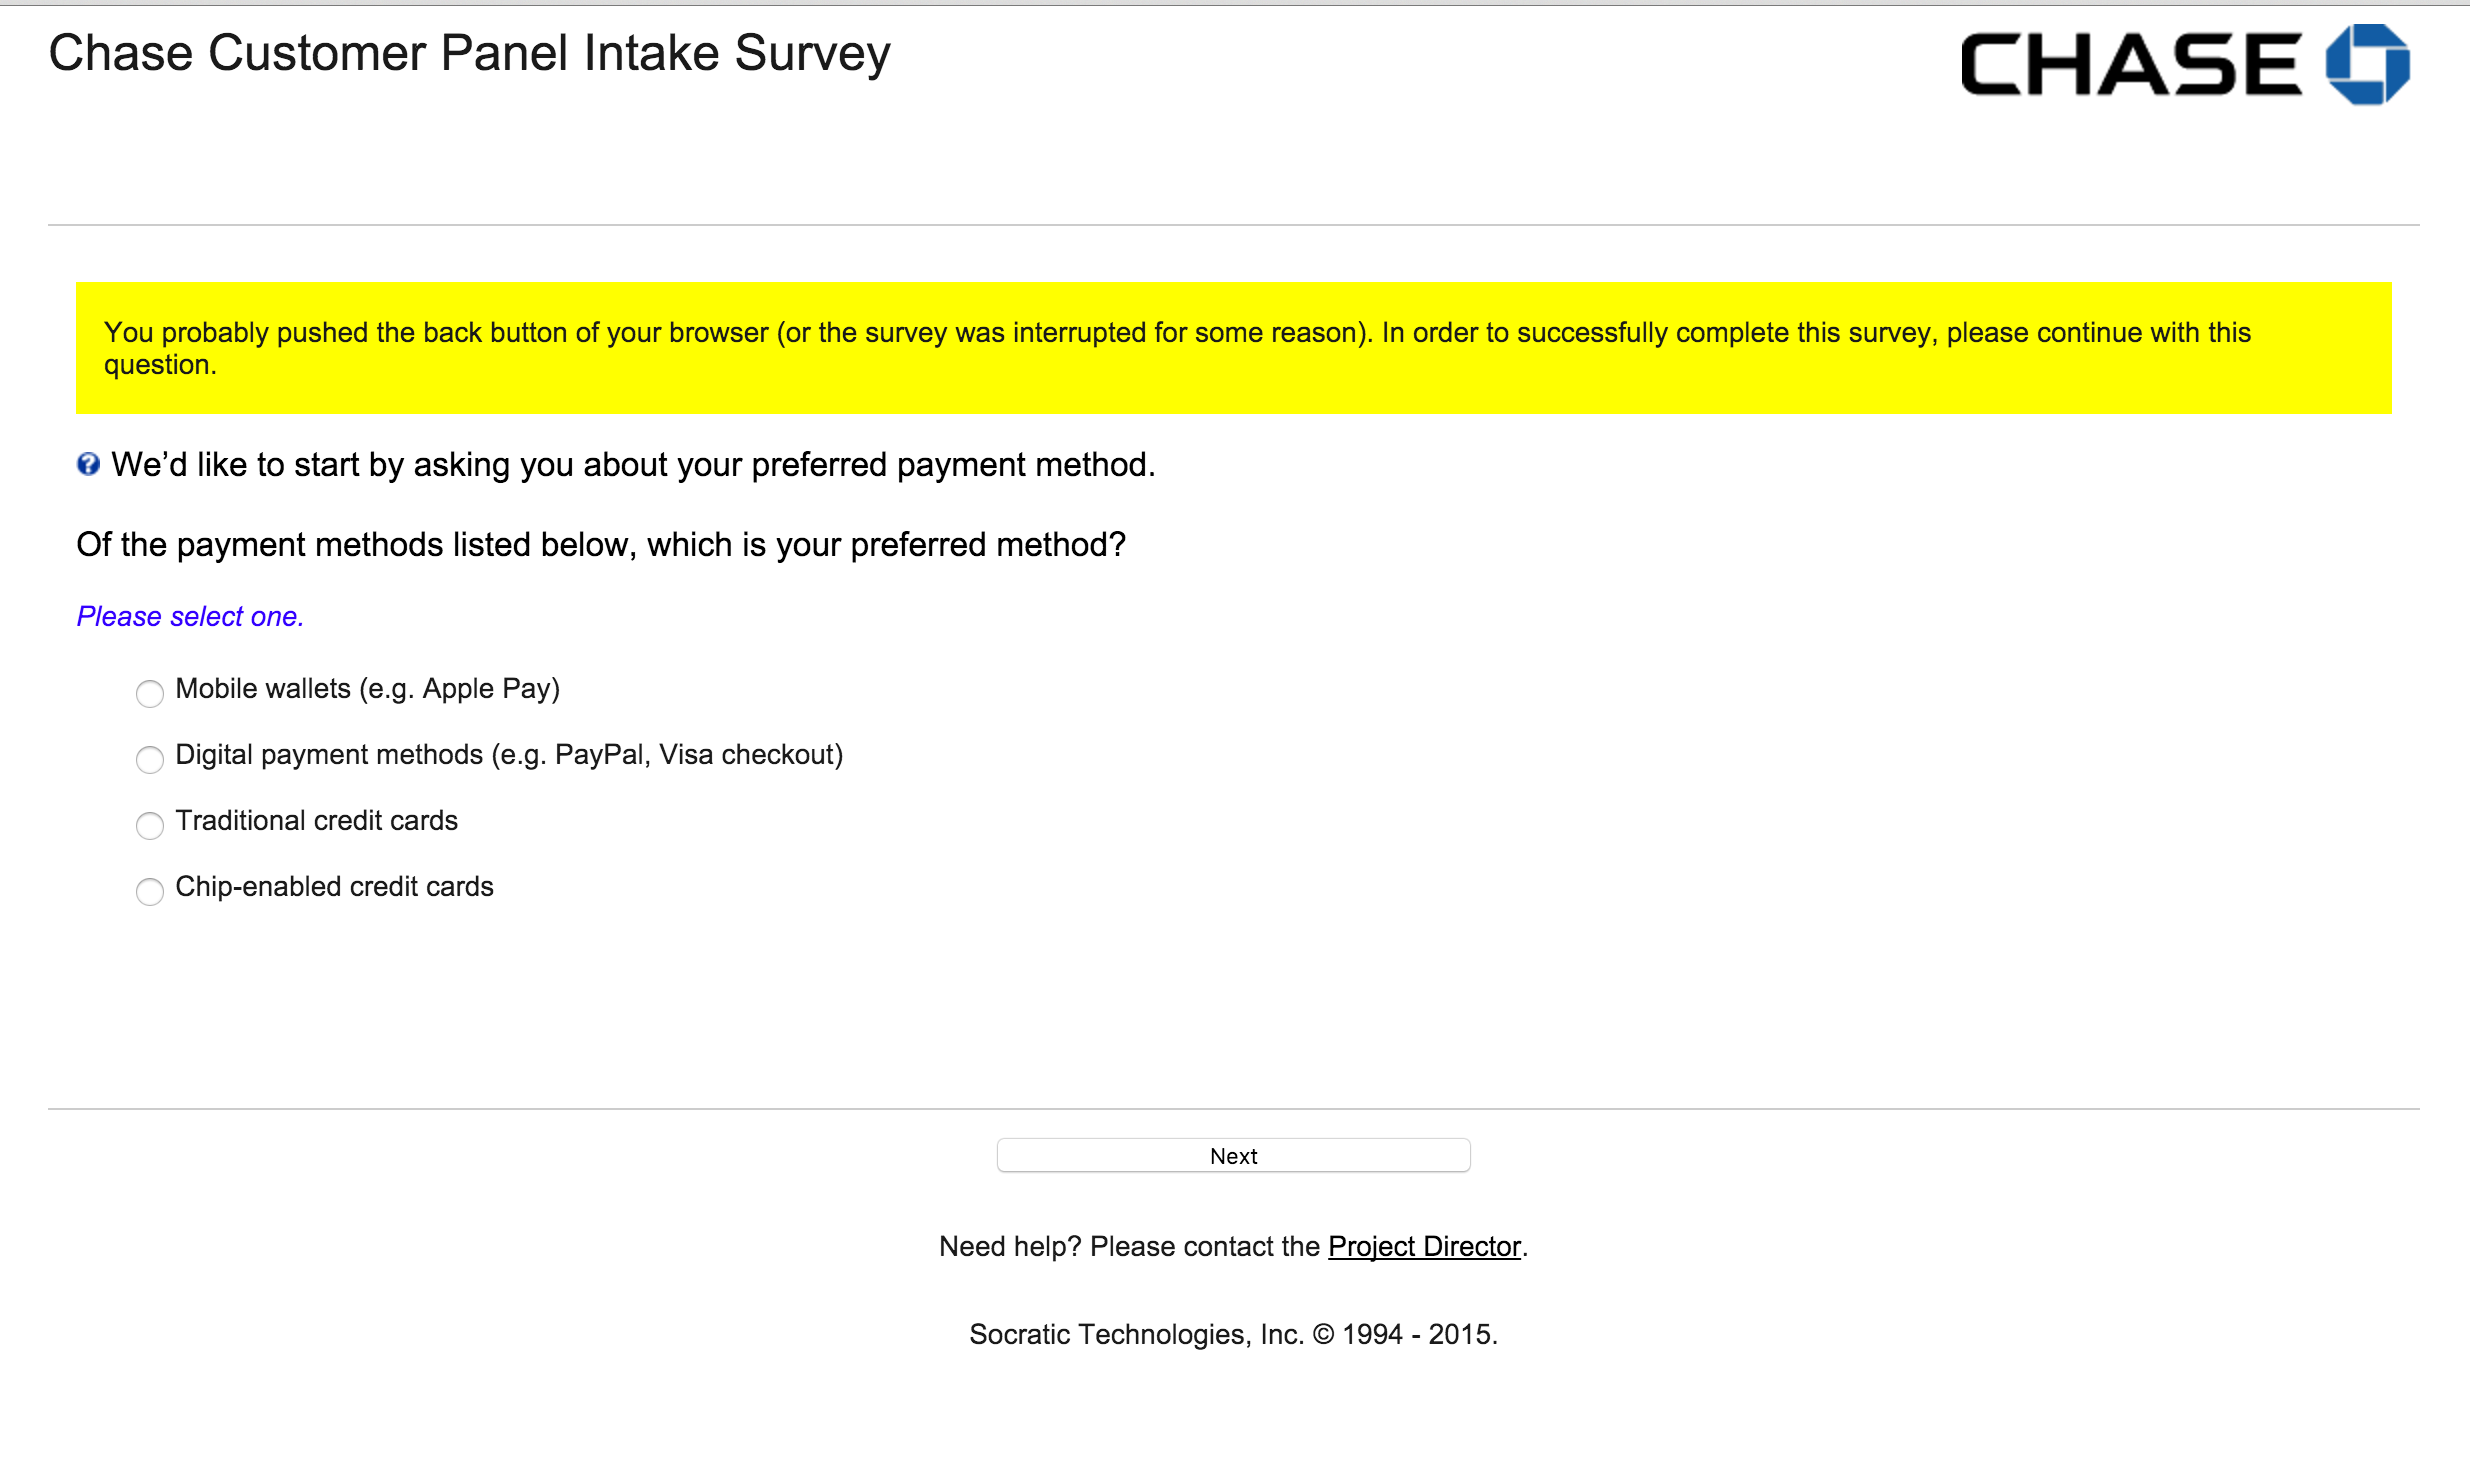 Chase Customer Panel Intake Survey
CHASE
You probably pushed the back button of your browser (or the survey was interrupted for some reason). In order to successfully complete this survey, please continue with this
question.
? We’d like to start by asking you about your preferred payment method.
Of the payment methods listed below, which is your preferred method?
Please select one.
Mobile wallets (e.g. Apple Pay)
Digital payment methods (e.g. PayPal, Visa checkout)
Traditional credit cards
Chip-enabled credit cards
Next
Need help? Please contact the Project Director.
Socratic Technologies, Inc. © 1994 - 2015.